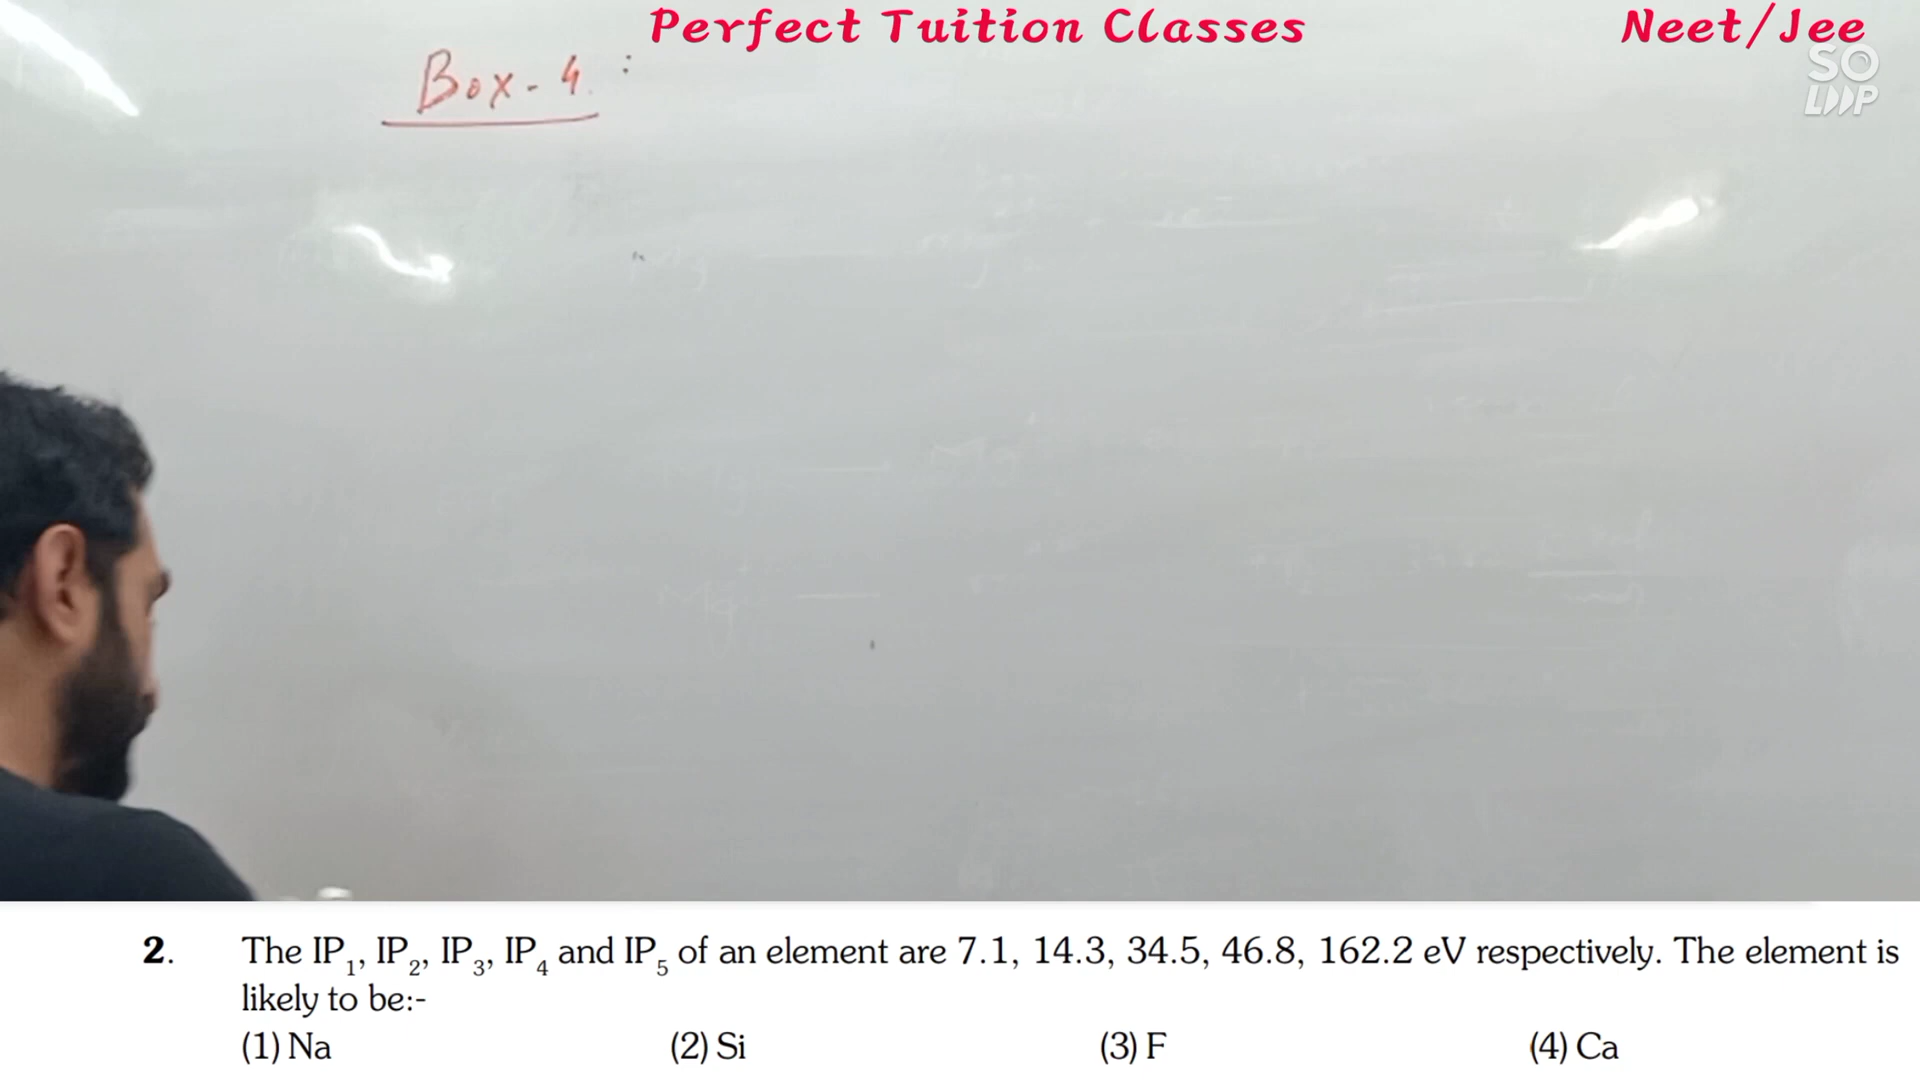 Perfect Tuition Classes
Neet/Jee
SO
LOOP
Box-4 :
2. The IP₁, IP₂, IP₃, IP₄ and IP₅ of an element are 7.1, 14.3, 34.5, 46.8, 162.2 eV respectively. The element is
likely to be:-
(1) Na (2) Si (3) F (4) Ca